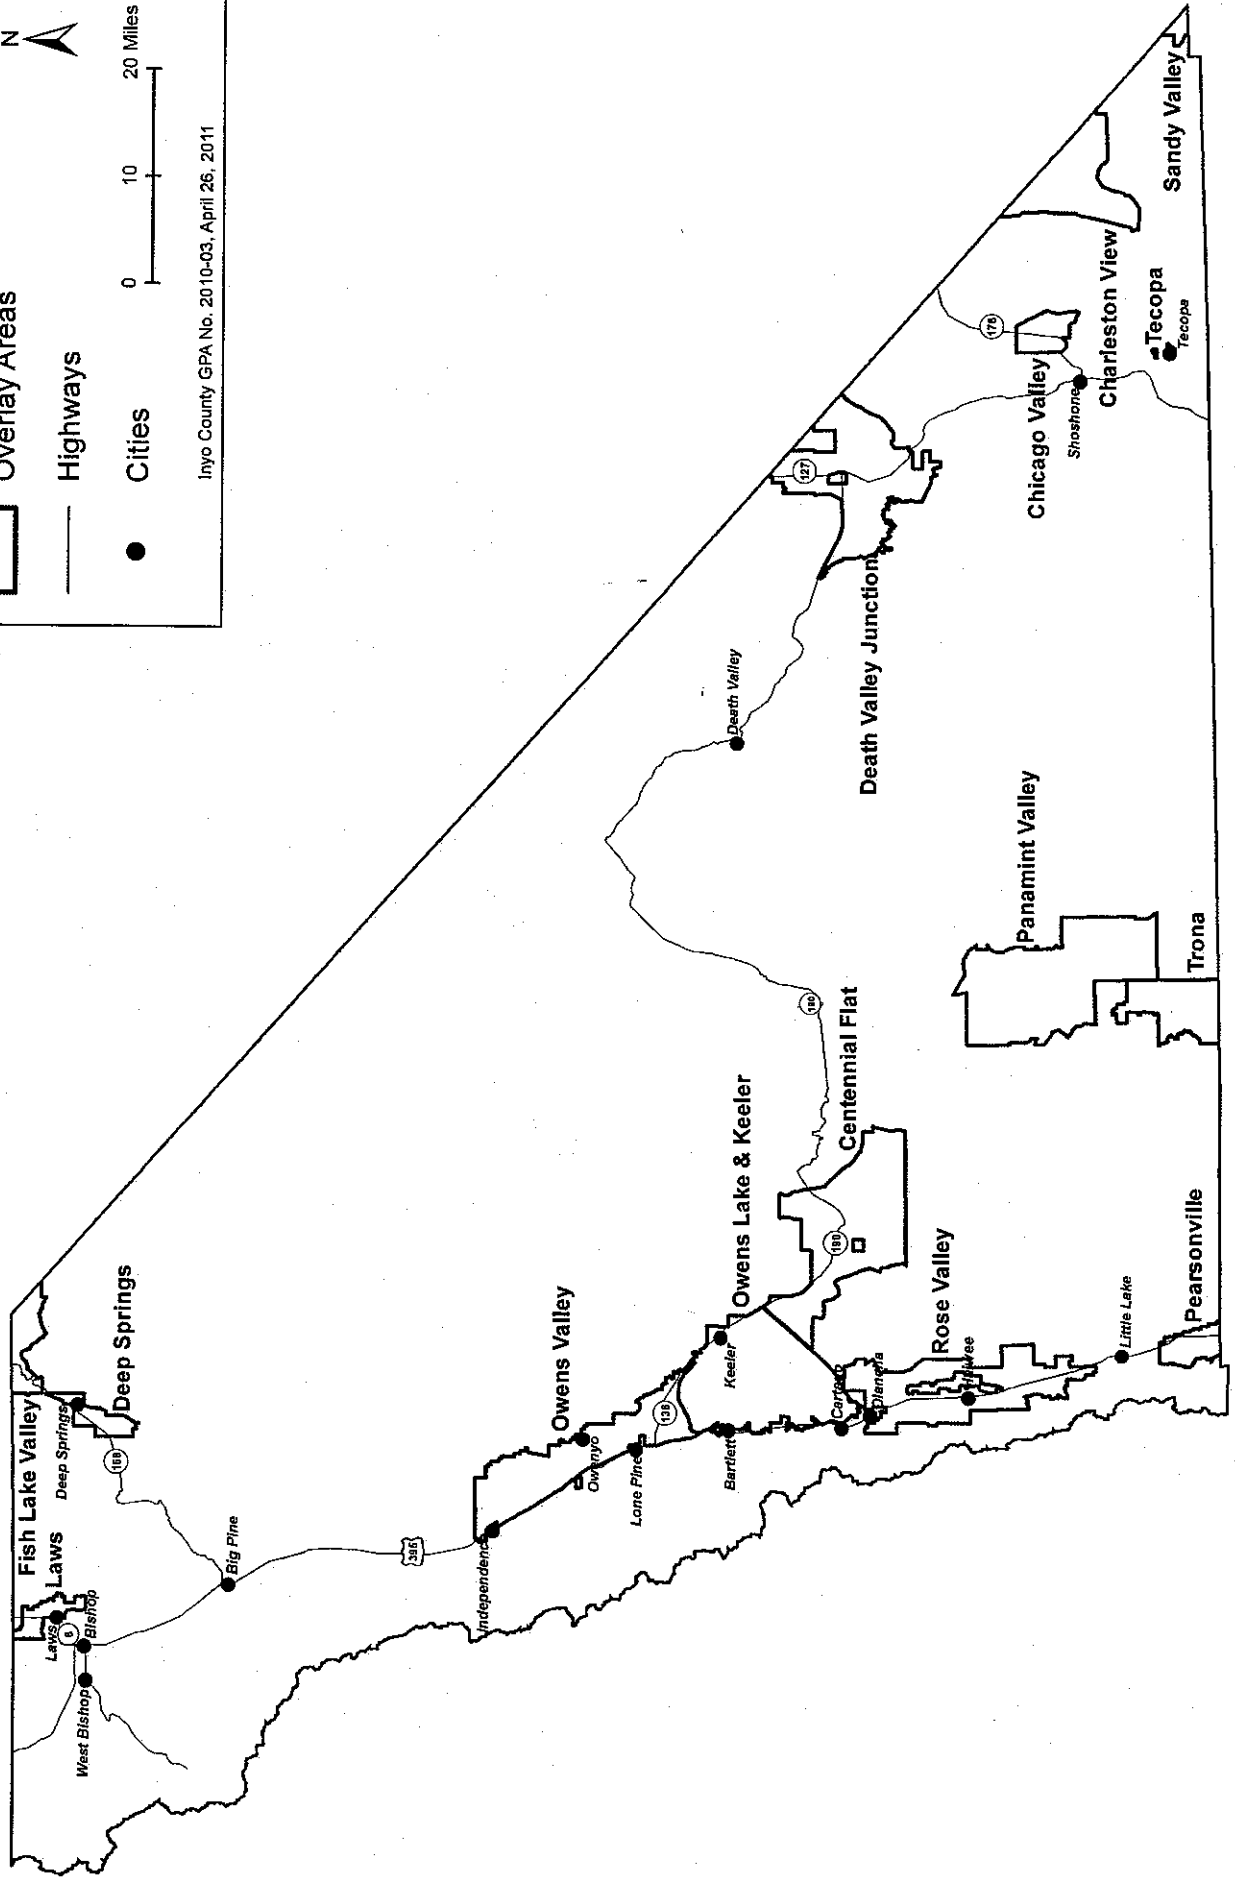 N
Overlay Areas
Highways
Cities
0 10 20 Miles
Inyo County GPA No. 2010-03, April 26, 2011
Fish Lake Valley
Laws
Laws
6
Bishop
West Bishop
Deep Springs
Deep Springs
168
Big Pine
395
Independence
Owens Valley
Owenyo
Lone Pine
136
Owens Lake & Keeler
Keeler
Bartlett
Cartago
Olancha
Centennial Flat
190
190
Rose Valley
Haiwee
Little Lake
Pearsonville
Panamint Valley
Trona
Death Valley
Death Valley Junction
127
Chicago Valley
178
Shoshone
Charleston View
Tecopa
Tecopa
Sandy Valley